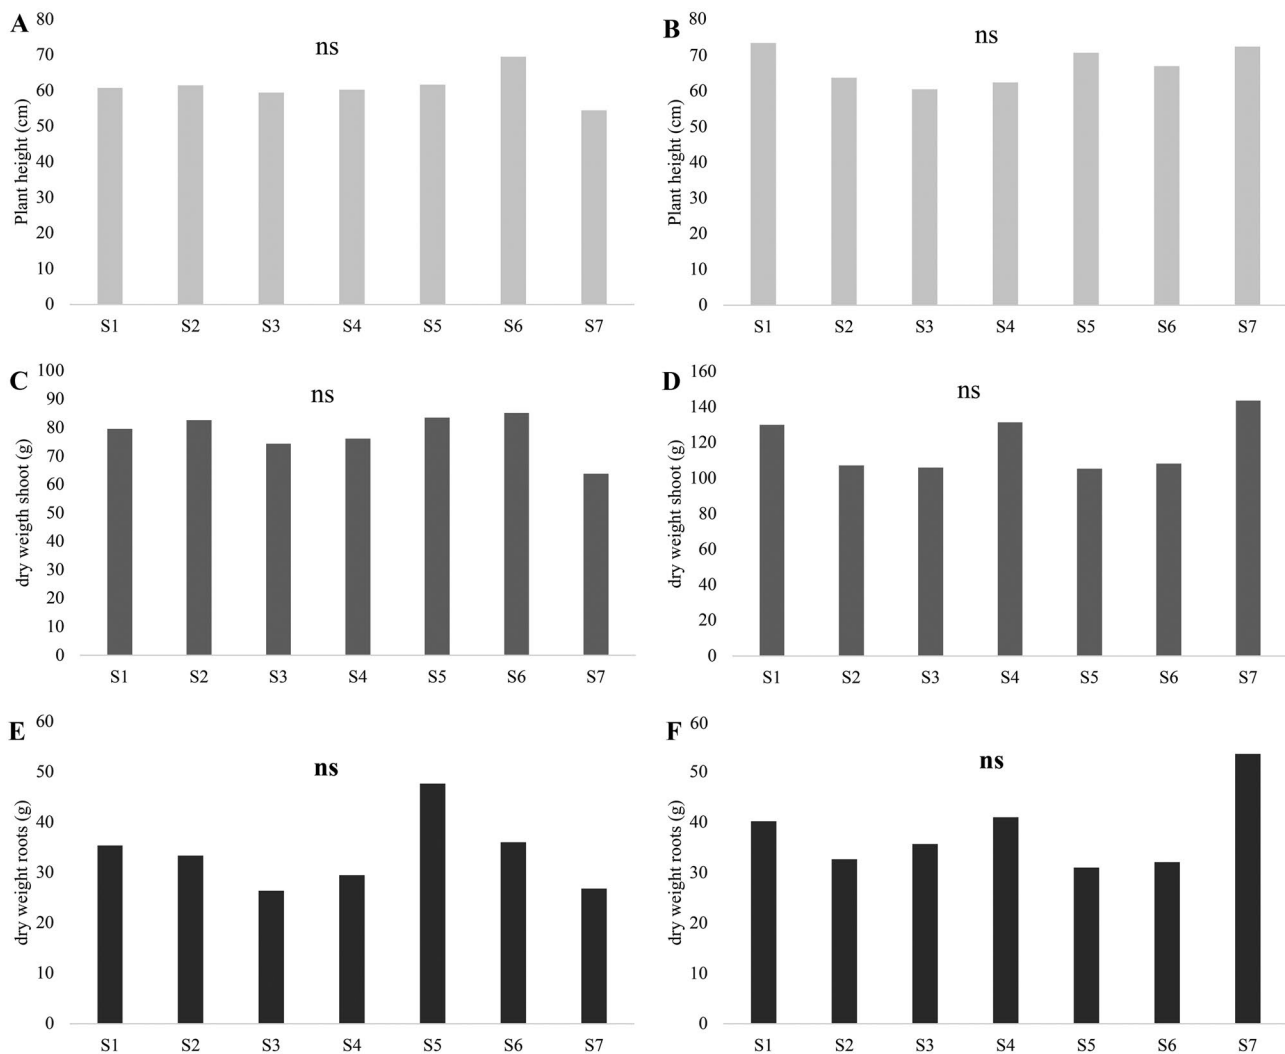 A
Plant height (cm)
80
70
60
50
40
30
20
10
0
ns
S1 S2 S3 S4 S5 S6 S7
B
Plant height (cm)
80
70
60
50
40
30
20
10
0
ns
S1 S2 S3 S4 S5 S6 S7
C
dry weigth shoot (g)
100
90
80
70
60
50
40
30
20
10
0
ns
S1 S2 S3 S4 S5 S6 S7
D
dry weight shoot (g)
160
140
120
100
80
60
40
20
0
ns
S1 S2 S3 S4 S5 S6 S7
E
dry weight roots (g)
60
50
40
30
20
10
0
ns
S1 S2 S3 S4 S5 S6 S7
F
dry weight roots (g)
60
50
40
30
20
10
0
ns
S1 S2 S3 S4 S5 S6 S7